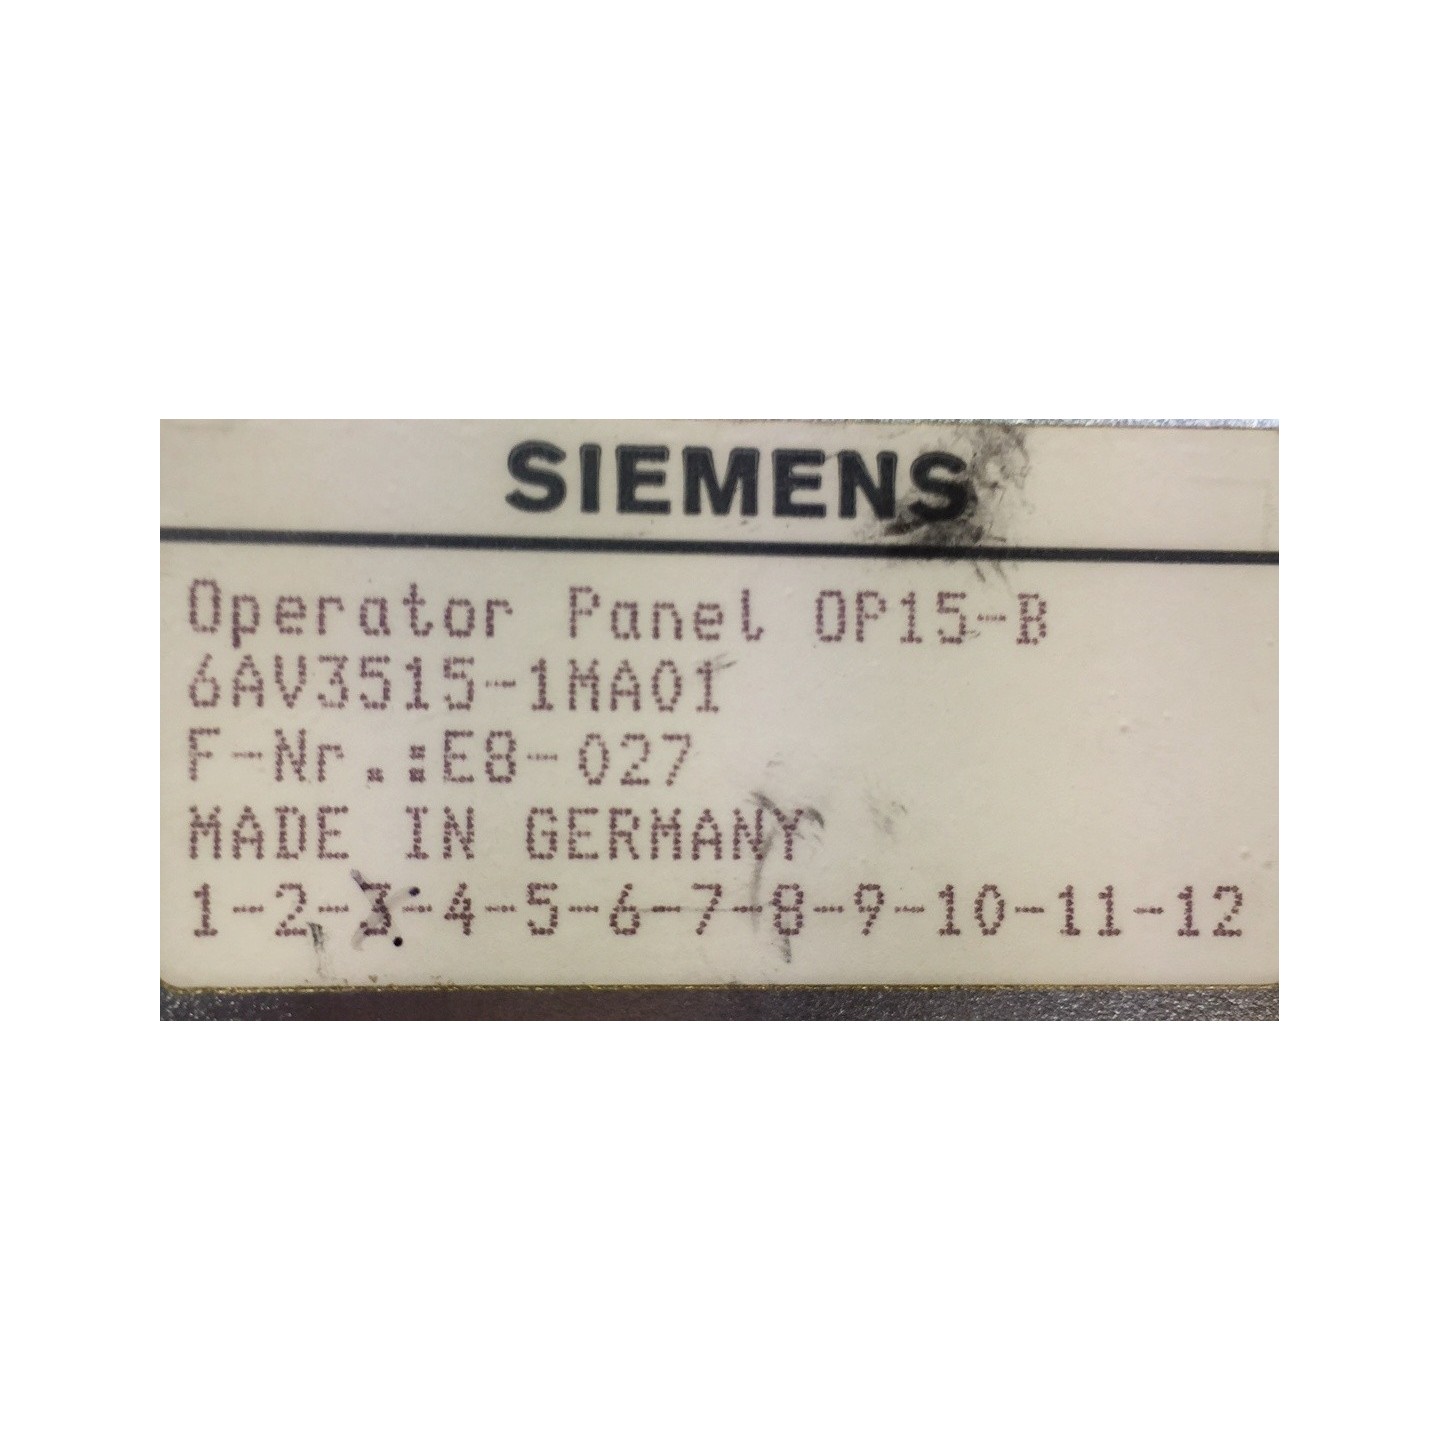 SIEMENS
Operator Panel OP15-B
6AV3515-1MA01
F-Nr.:E8-027
MADE IN GERMANY
1-2-3-4-5-6-7-8-9-10-11-12